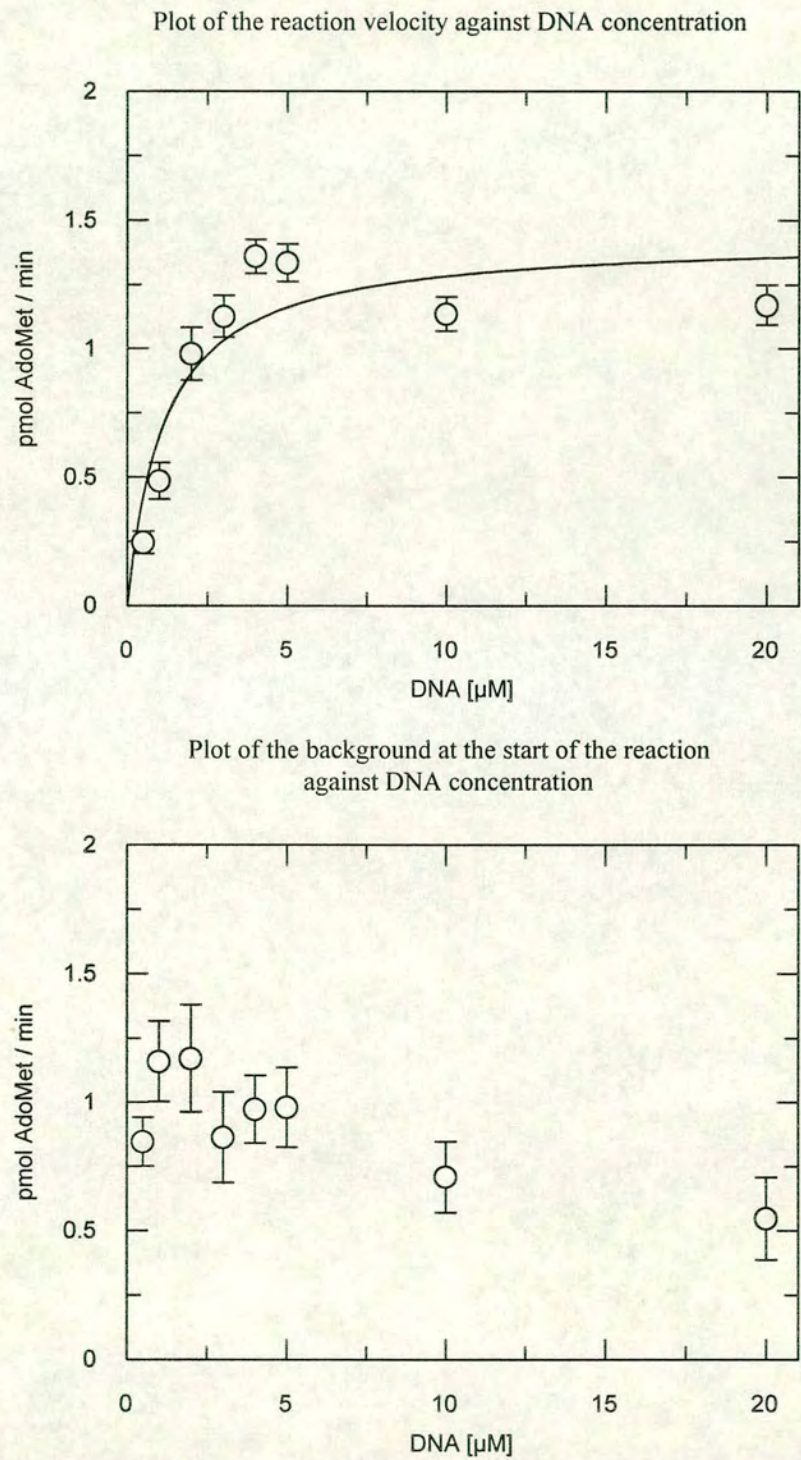 Plot of the reaction velocity against DNA concentration
2
1.5
1
0.5
0
pmol AdoMet / min
0 5 10 15 20
DNA [µM]
Plot of the background at the start of the reaction
against DNA concentration
2
1.5
1
0.5
0
pmol AdoMet / min
0 5 10 15 20
DNA [µM]